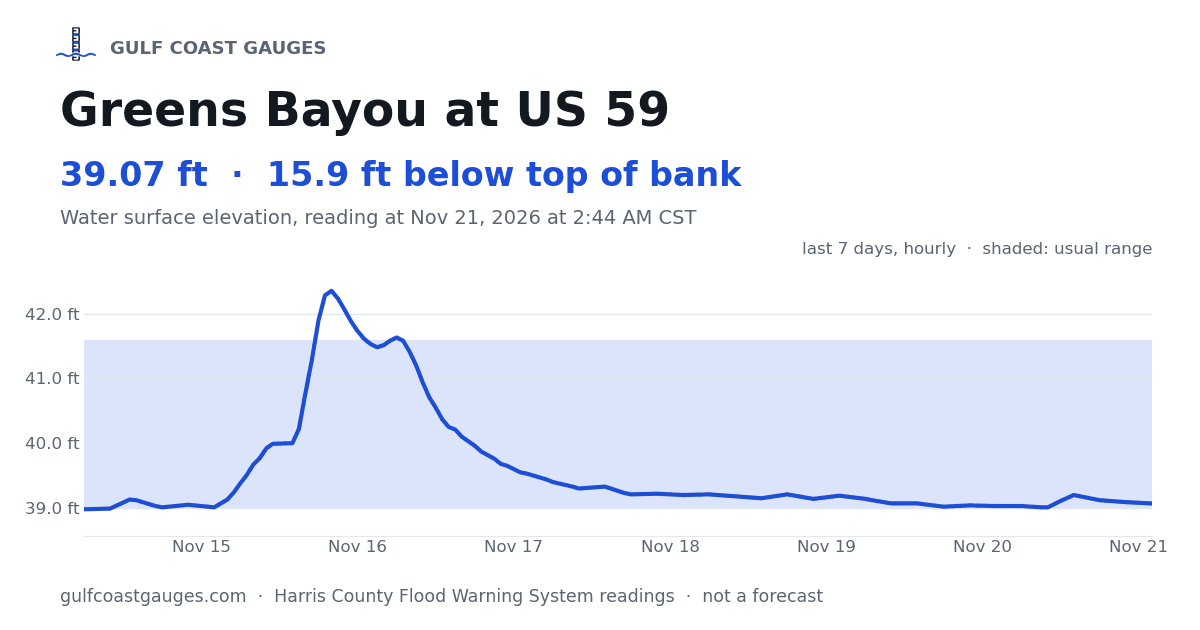 GULF COAST GAUGES
Greens Bayou at US 59
39.07 ft · 15.9 ft below top of bank
Water surface elevation, reading at Nov 21, 2026 at 2:44 AM CST
last 7 days, hourly · shaded: usual range
42.0 ft
41.0 ft
40.0 ft
39.0 ft
Nov 15 Nov 16 Nov 17 Nov 18 Nov 19 Nov 20 Nov 21
gulfcoastgauges.com · Harris County Flood Warning System readings · not a forecast